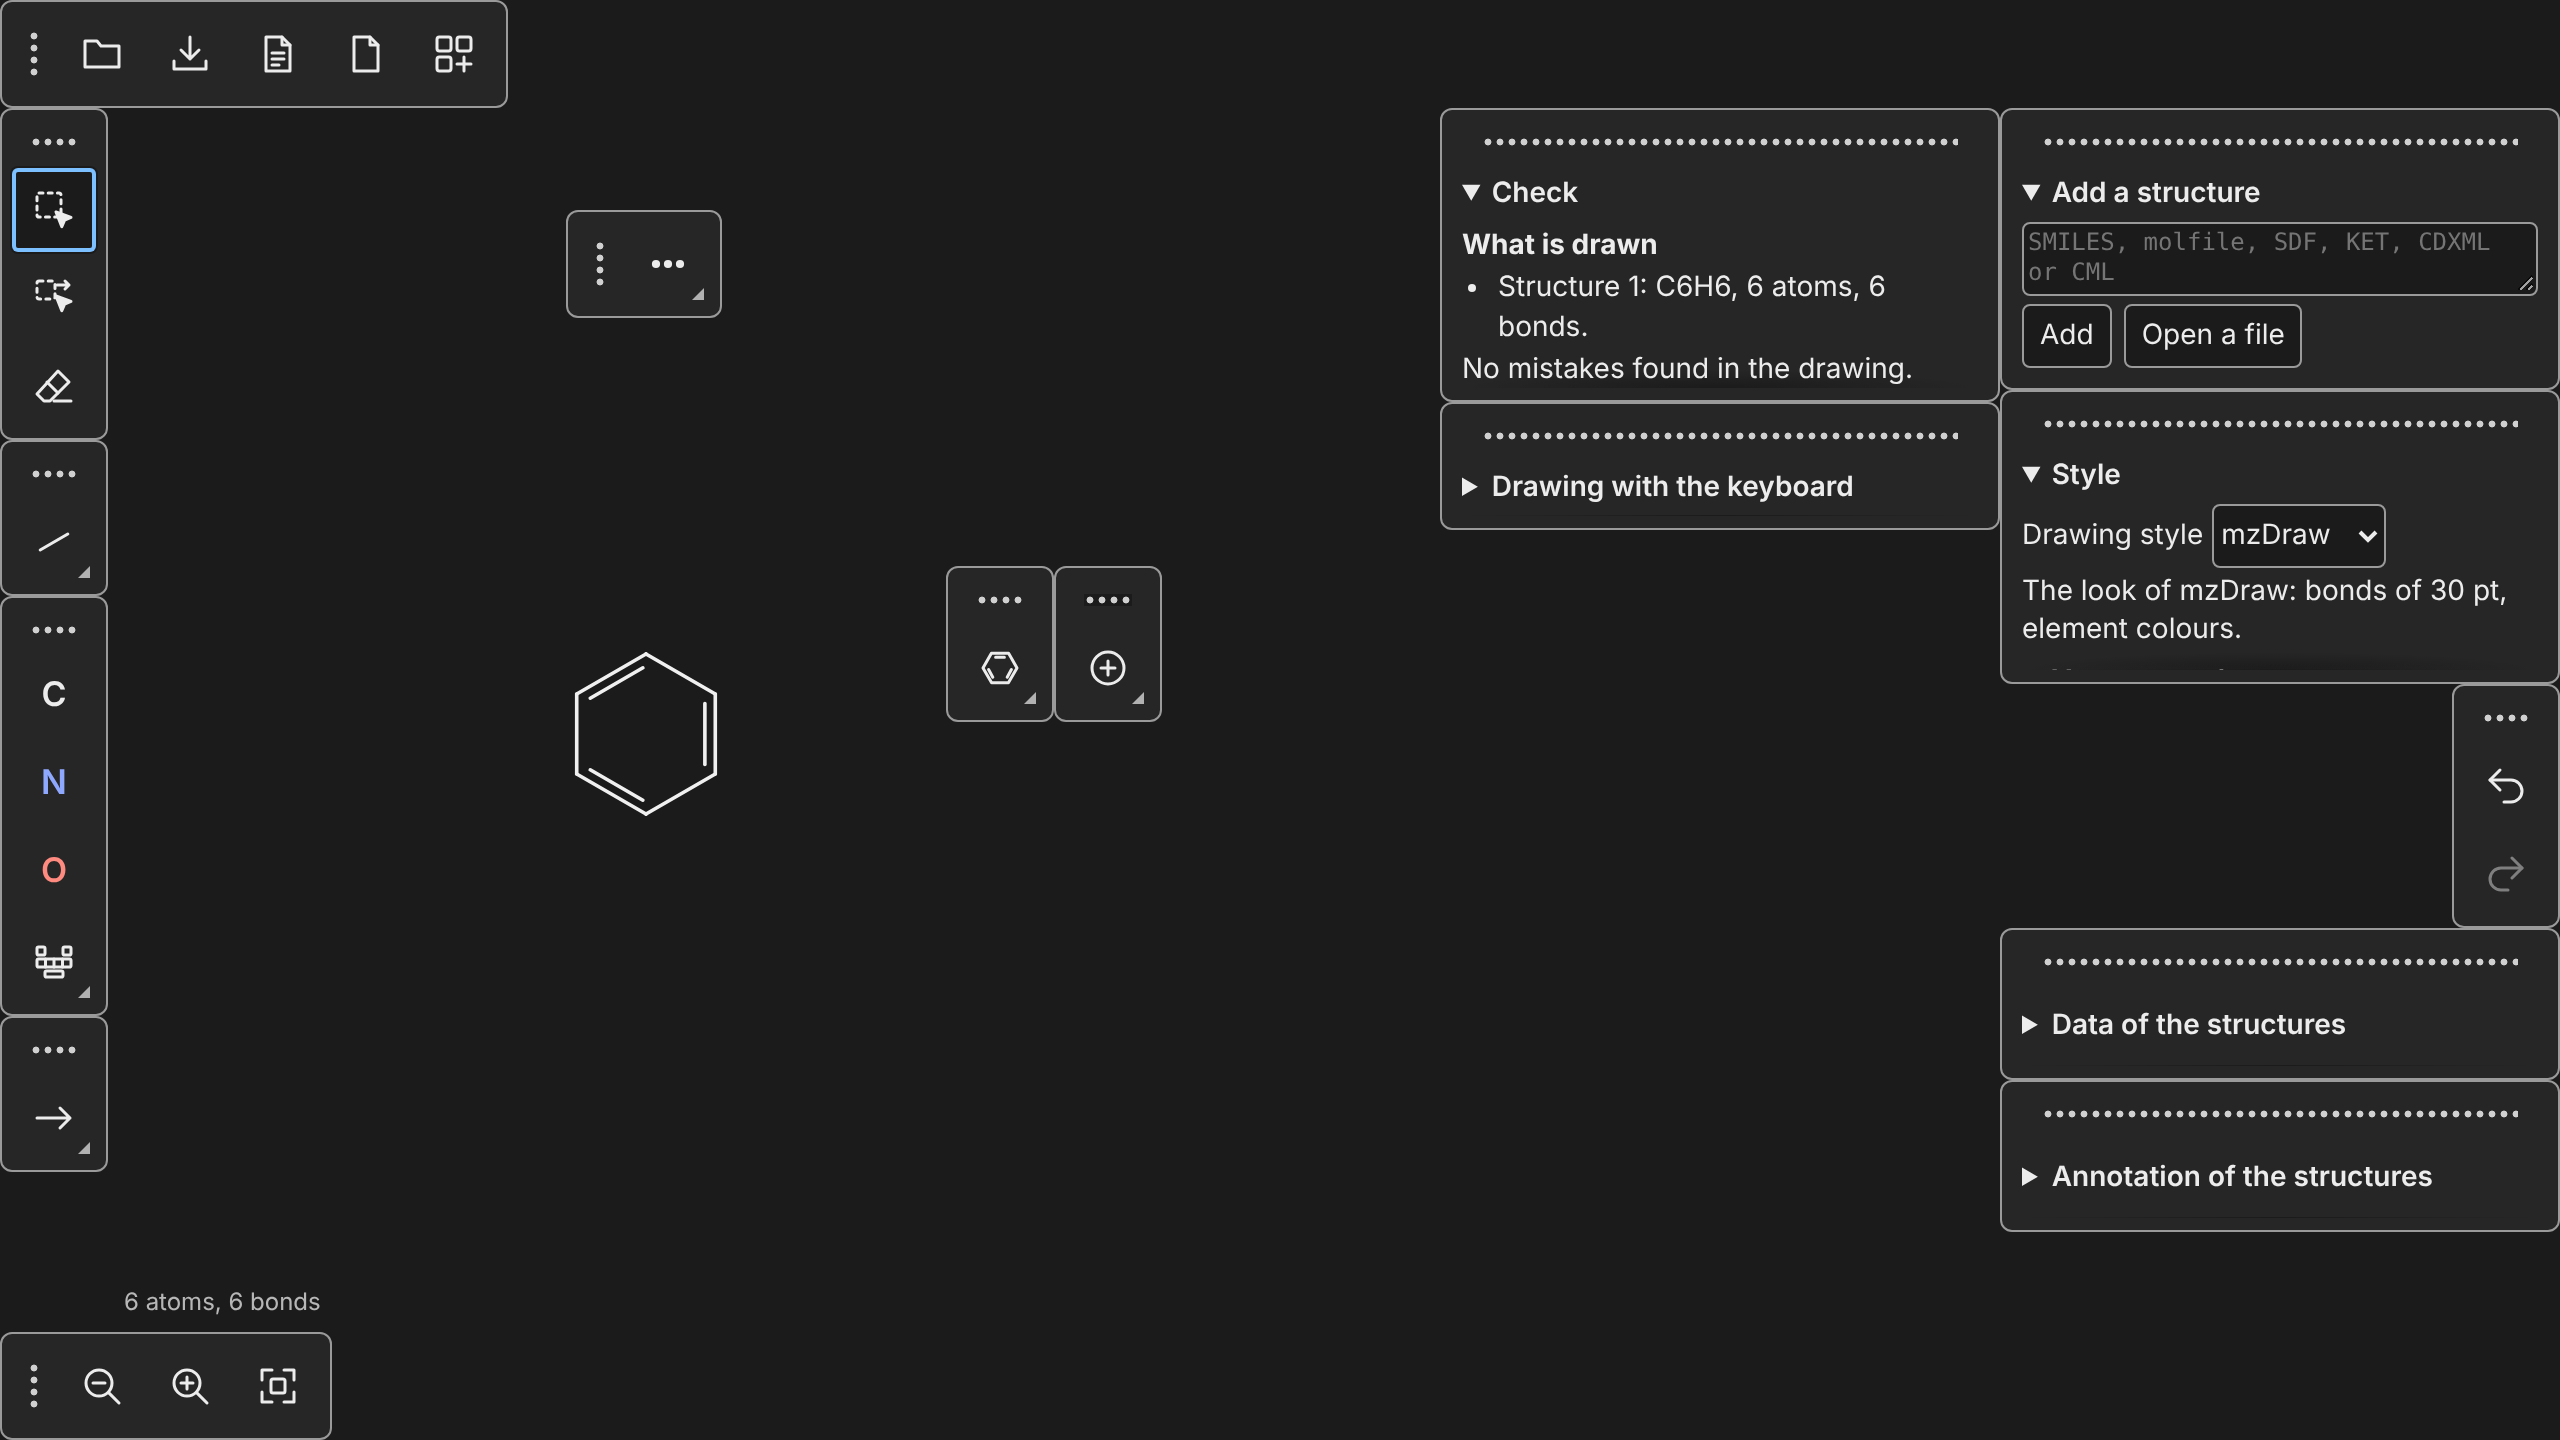 Check
What is drawn
Structure 1: C6H6, 6 atoms, 6
bonds.
No mistakes found in the drawing.
Drawing with the keyboard
Add a structure
SMILES, molfile, SDF, KET, CDXML
or CML
Add
Open a file
Style
Drawing style mzDraw
The look of mzDraw: bonds of 30 pt,
element colours.
C
N
O
Data of the structures
Annotation of the structures
6 atoms, 6 bonds